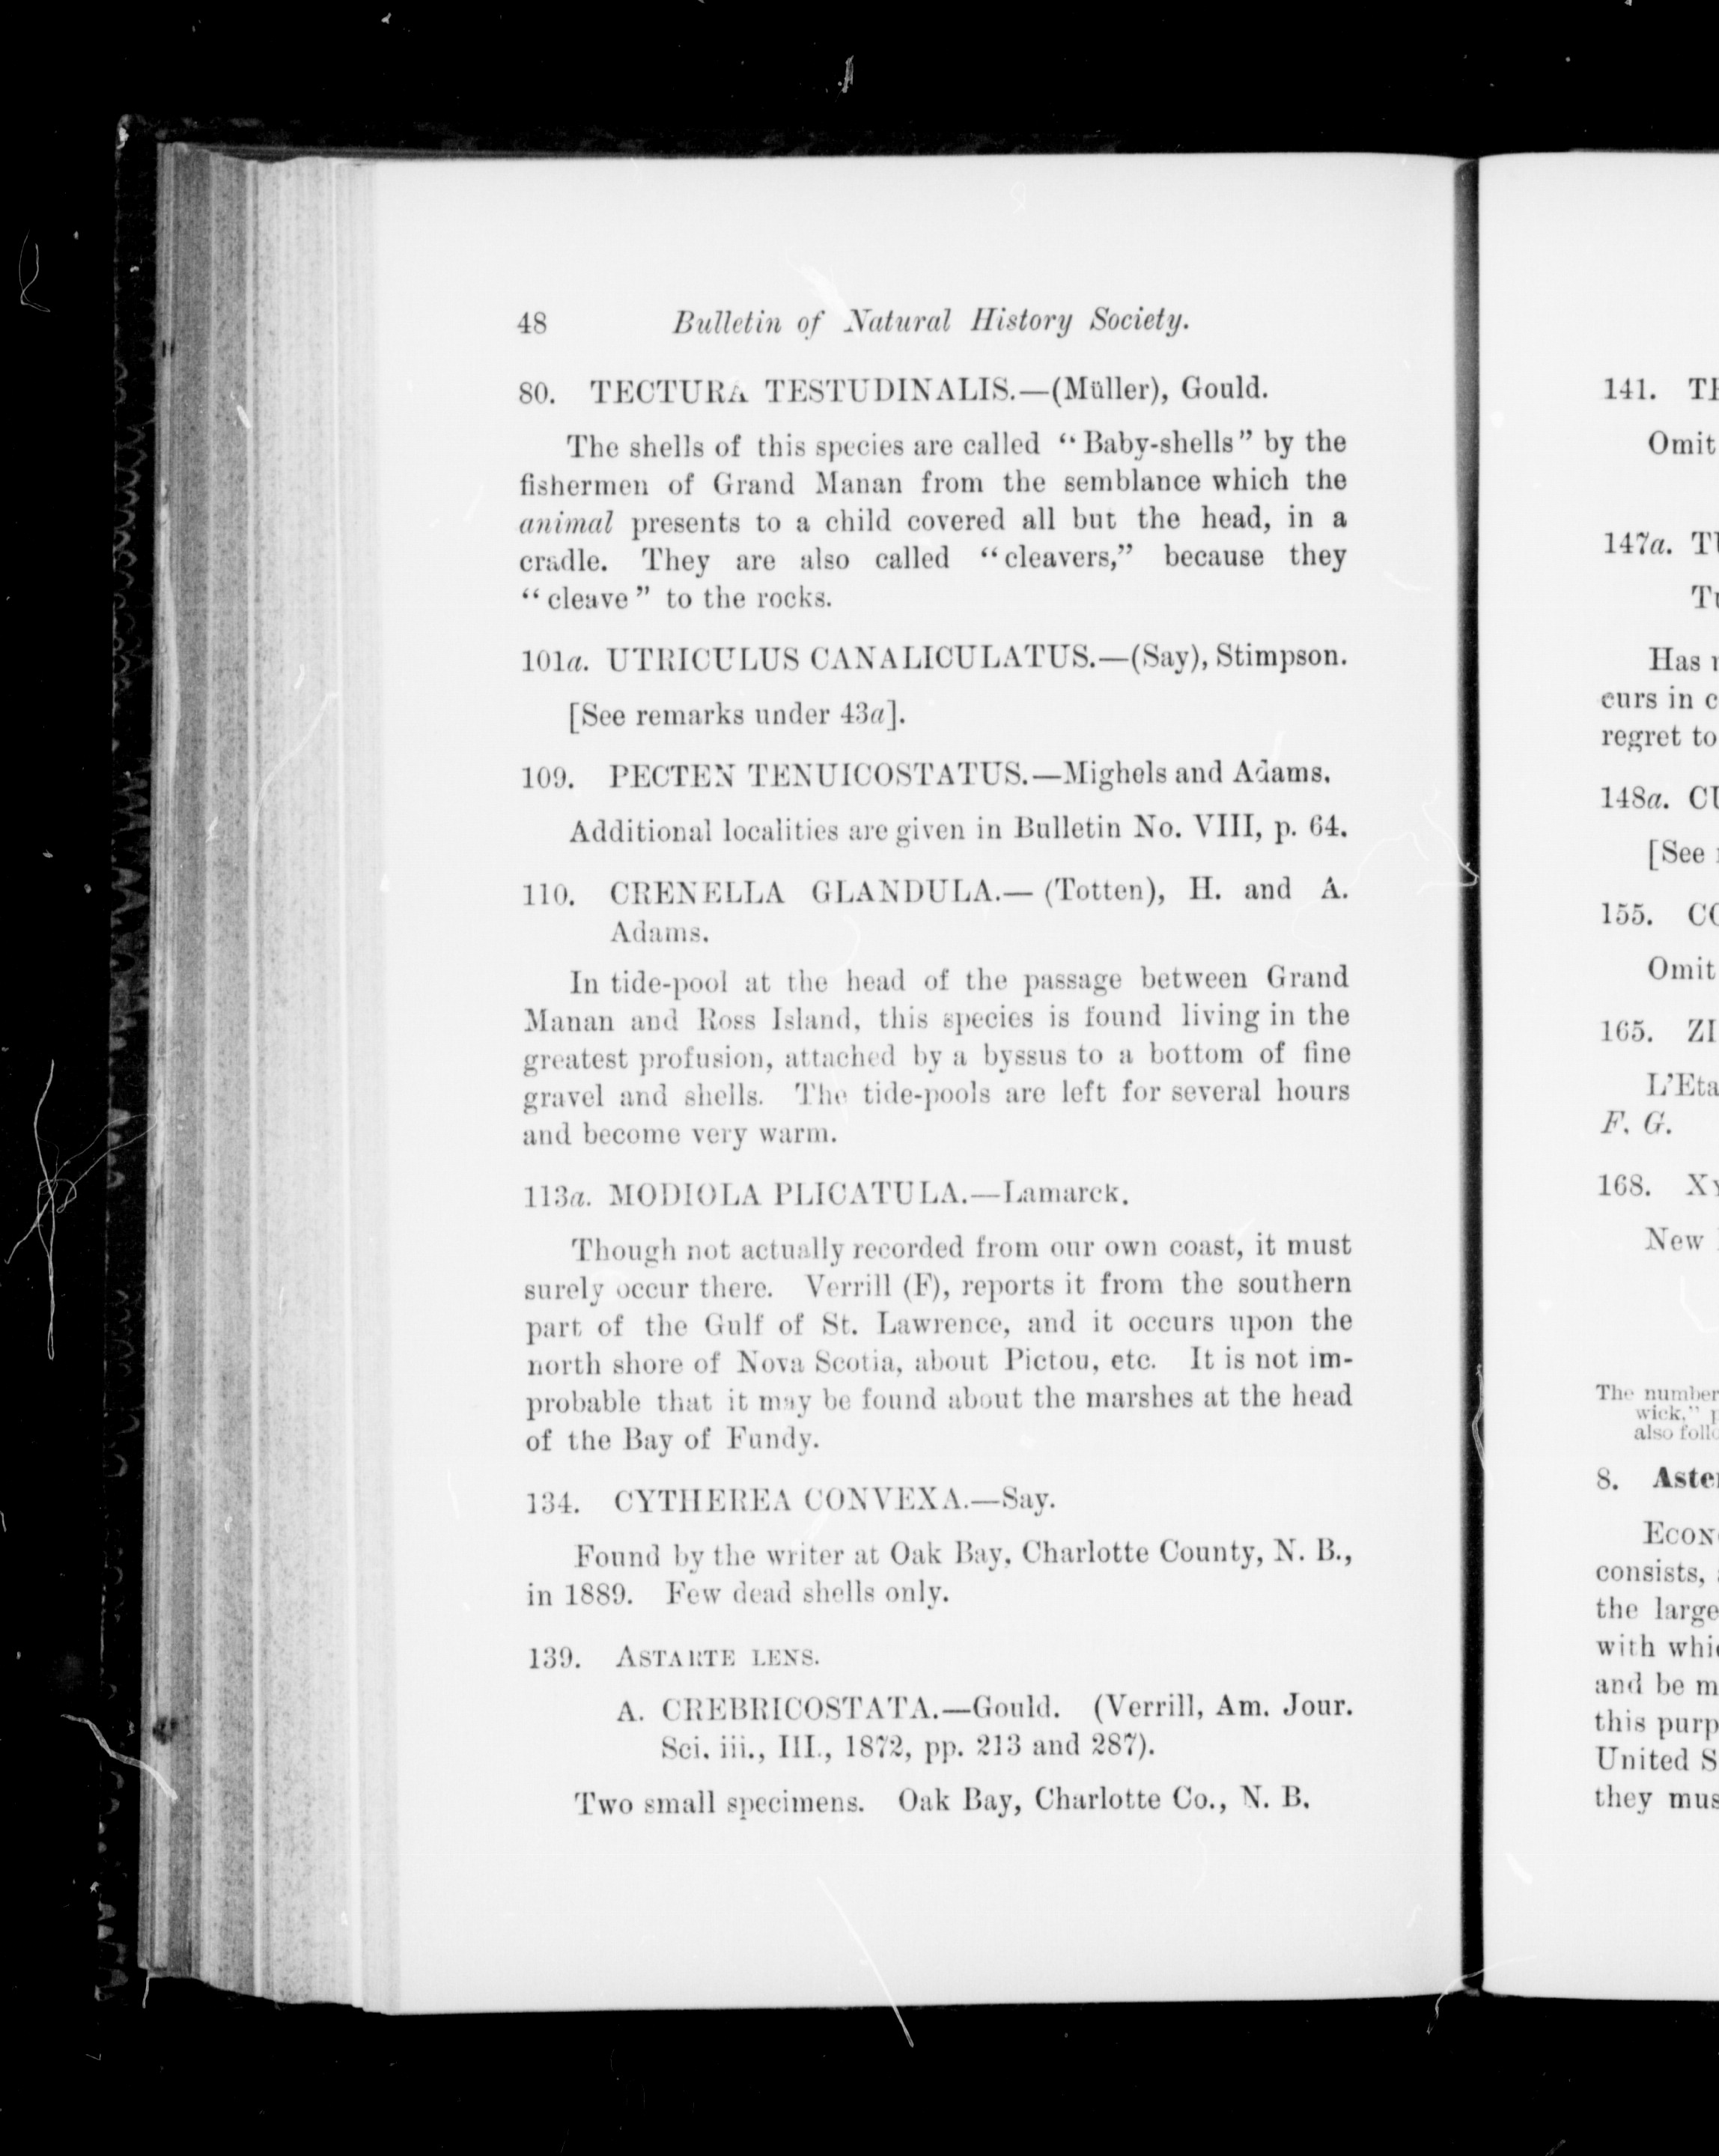 48 Bulletin of Natural History Society.
80. TECTURA TESTUDINALIS.—(Müller), Gould.
The shells of this species are called “Baby-shells” by the
fishermen of Grand Manan from the semblance which the
animal presents to a child covered all but the head, in a
cradle. They are also called “cleavers,” because they
“cleave” to the rocks.
101a. UTRICULUS CANALICULATUS.—(Say), Stimpson.
[See remarks under 43a].
109. PECTEN TENUICOSTATUS.—Mighels and Adams.
Additional localities are given in Bulletin No. VIII, p. 64.
110. CRENELLA GLANDULA.—(Totten), H. and A.
Adams.
In tide-pool at the head of the passage between Grand
Manan and Ross Island, this species is found living in the
greatest profusion, attached by a byssus to a bottom of fine
gravel and shells. The tide-pools are left for several hours
and become very warm.
113a. MODIOLA PLICATULA.—Lamarck.
Though not actually recorded from our own coast, it must
surely occur there. Verrill (F), reports it from the southern
part of the Gulf of St. Lawrence, and it occurs upon the
north shore of Nova Scotia, about Pictou, etc. It is not im-
probable that it may be found about the marshes at the head
of the Bay of Fundy.
134. CYTHEREA CONVEXA.—Say.
Found by the writer at Oak Bay, Charlotte County, N. B.,
in 1889. Few dead shells only.
139. ASTARTE LENS.
A. CREBRICOSTATA.—Gould. (Verrill, Am. Jour.
Sci. iii., III., 1872, pp. 213 and 287).
Two small specimens. Oak Bay, Charlotte Co., N. B.
141.
Omit
147a.
Has
curs in
regret to
148a.
[See
155.
Omit
165.
L’Eta
F. G.
168.
New
The number
wick,”
also
8.
consists,
the large
with
and be
this
United
they